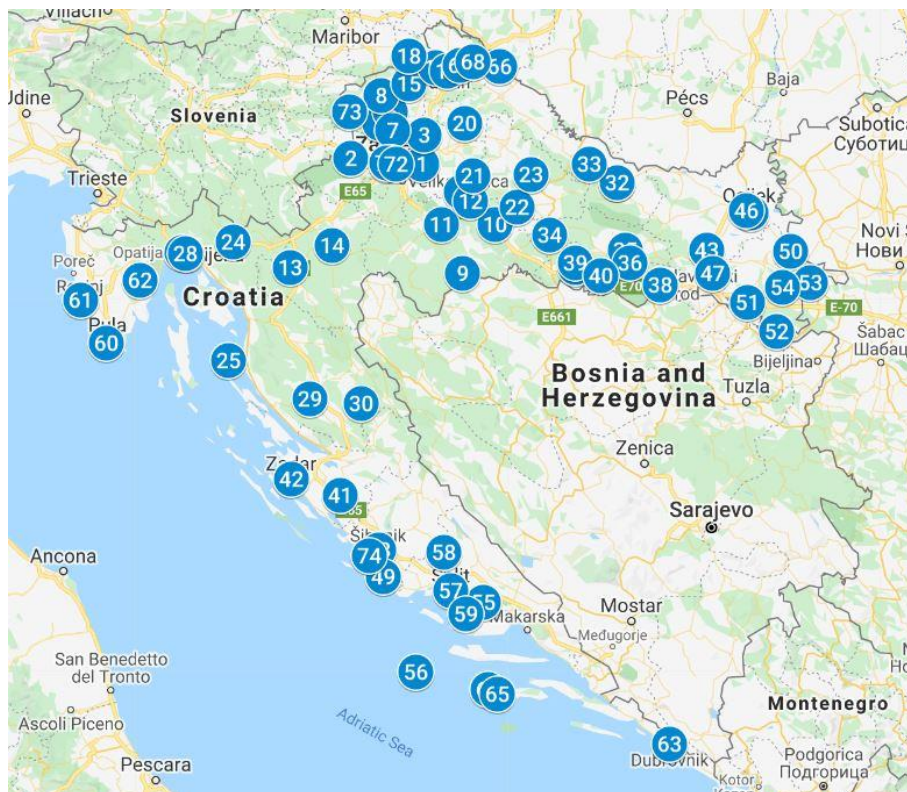 Maribor
18
68
66
8
15
Baja
Udine
73
Pécs
Slovenia
7
3
20
Subotica
Суботица
2
72
1
21
23
33
32
Trieste
E65
12
22
46
10
11
34
Novi S
Нови
28
24
14
43
50
Opatija
39
36
Poreč
62
13
9
40
47
54
53
61
Croatia
E70
38
51
E-70
E661
Pula
60
52
Šabac
Шабац
Bijeljina
25
Bosnia and
Herzegovina
Tuzla
29
30
Zadar
Zenica
42
41
Sarajevo
74
58
Ancona
49
57
55
59
Makarska
Mostar
Međugorje
San Benedetto
del Tronto
56
65
Montenegro
Ascoli Piceno
Adriatic Sea
63
Dubrovnik
Podgorica
Подгорица
Pescara
Kotor